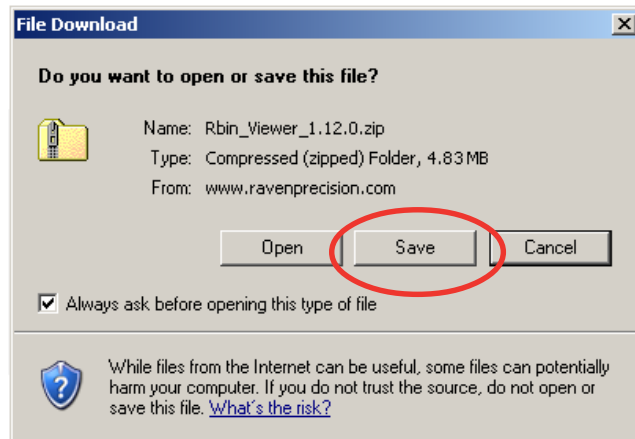 File Download
Do you want to open or save this file?
Name: Rbin_Viewer_1.12.0.zip
Type: Compressed (zipped) Folder, 4.83 MB
From: www.ravenprecision.com
Open Save Cancel
Always ask before opening this type of file
While files from the Internet can be useful, some files can potentially
harm your computer. If you do not trust the source, do not open or
save this file. What's the risk?